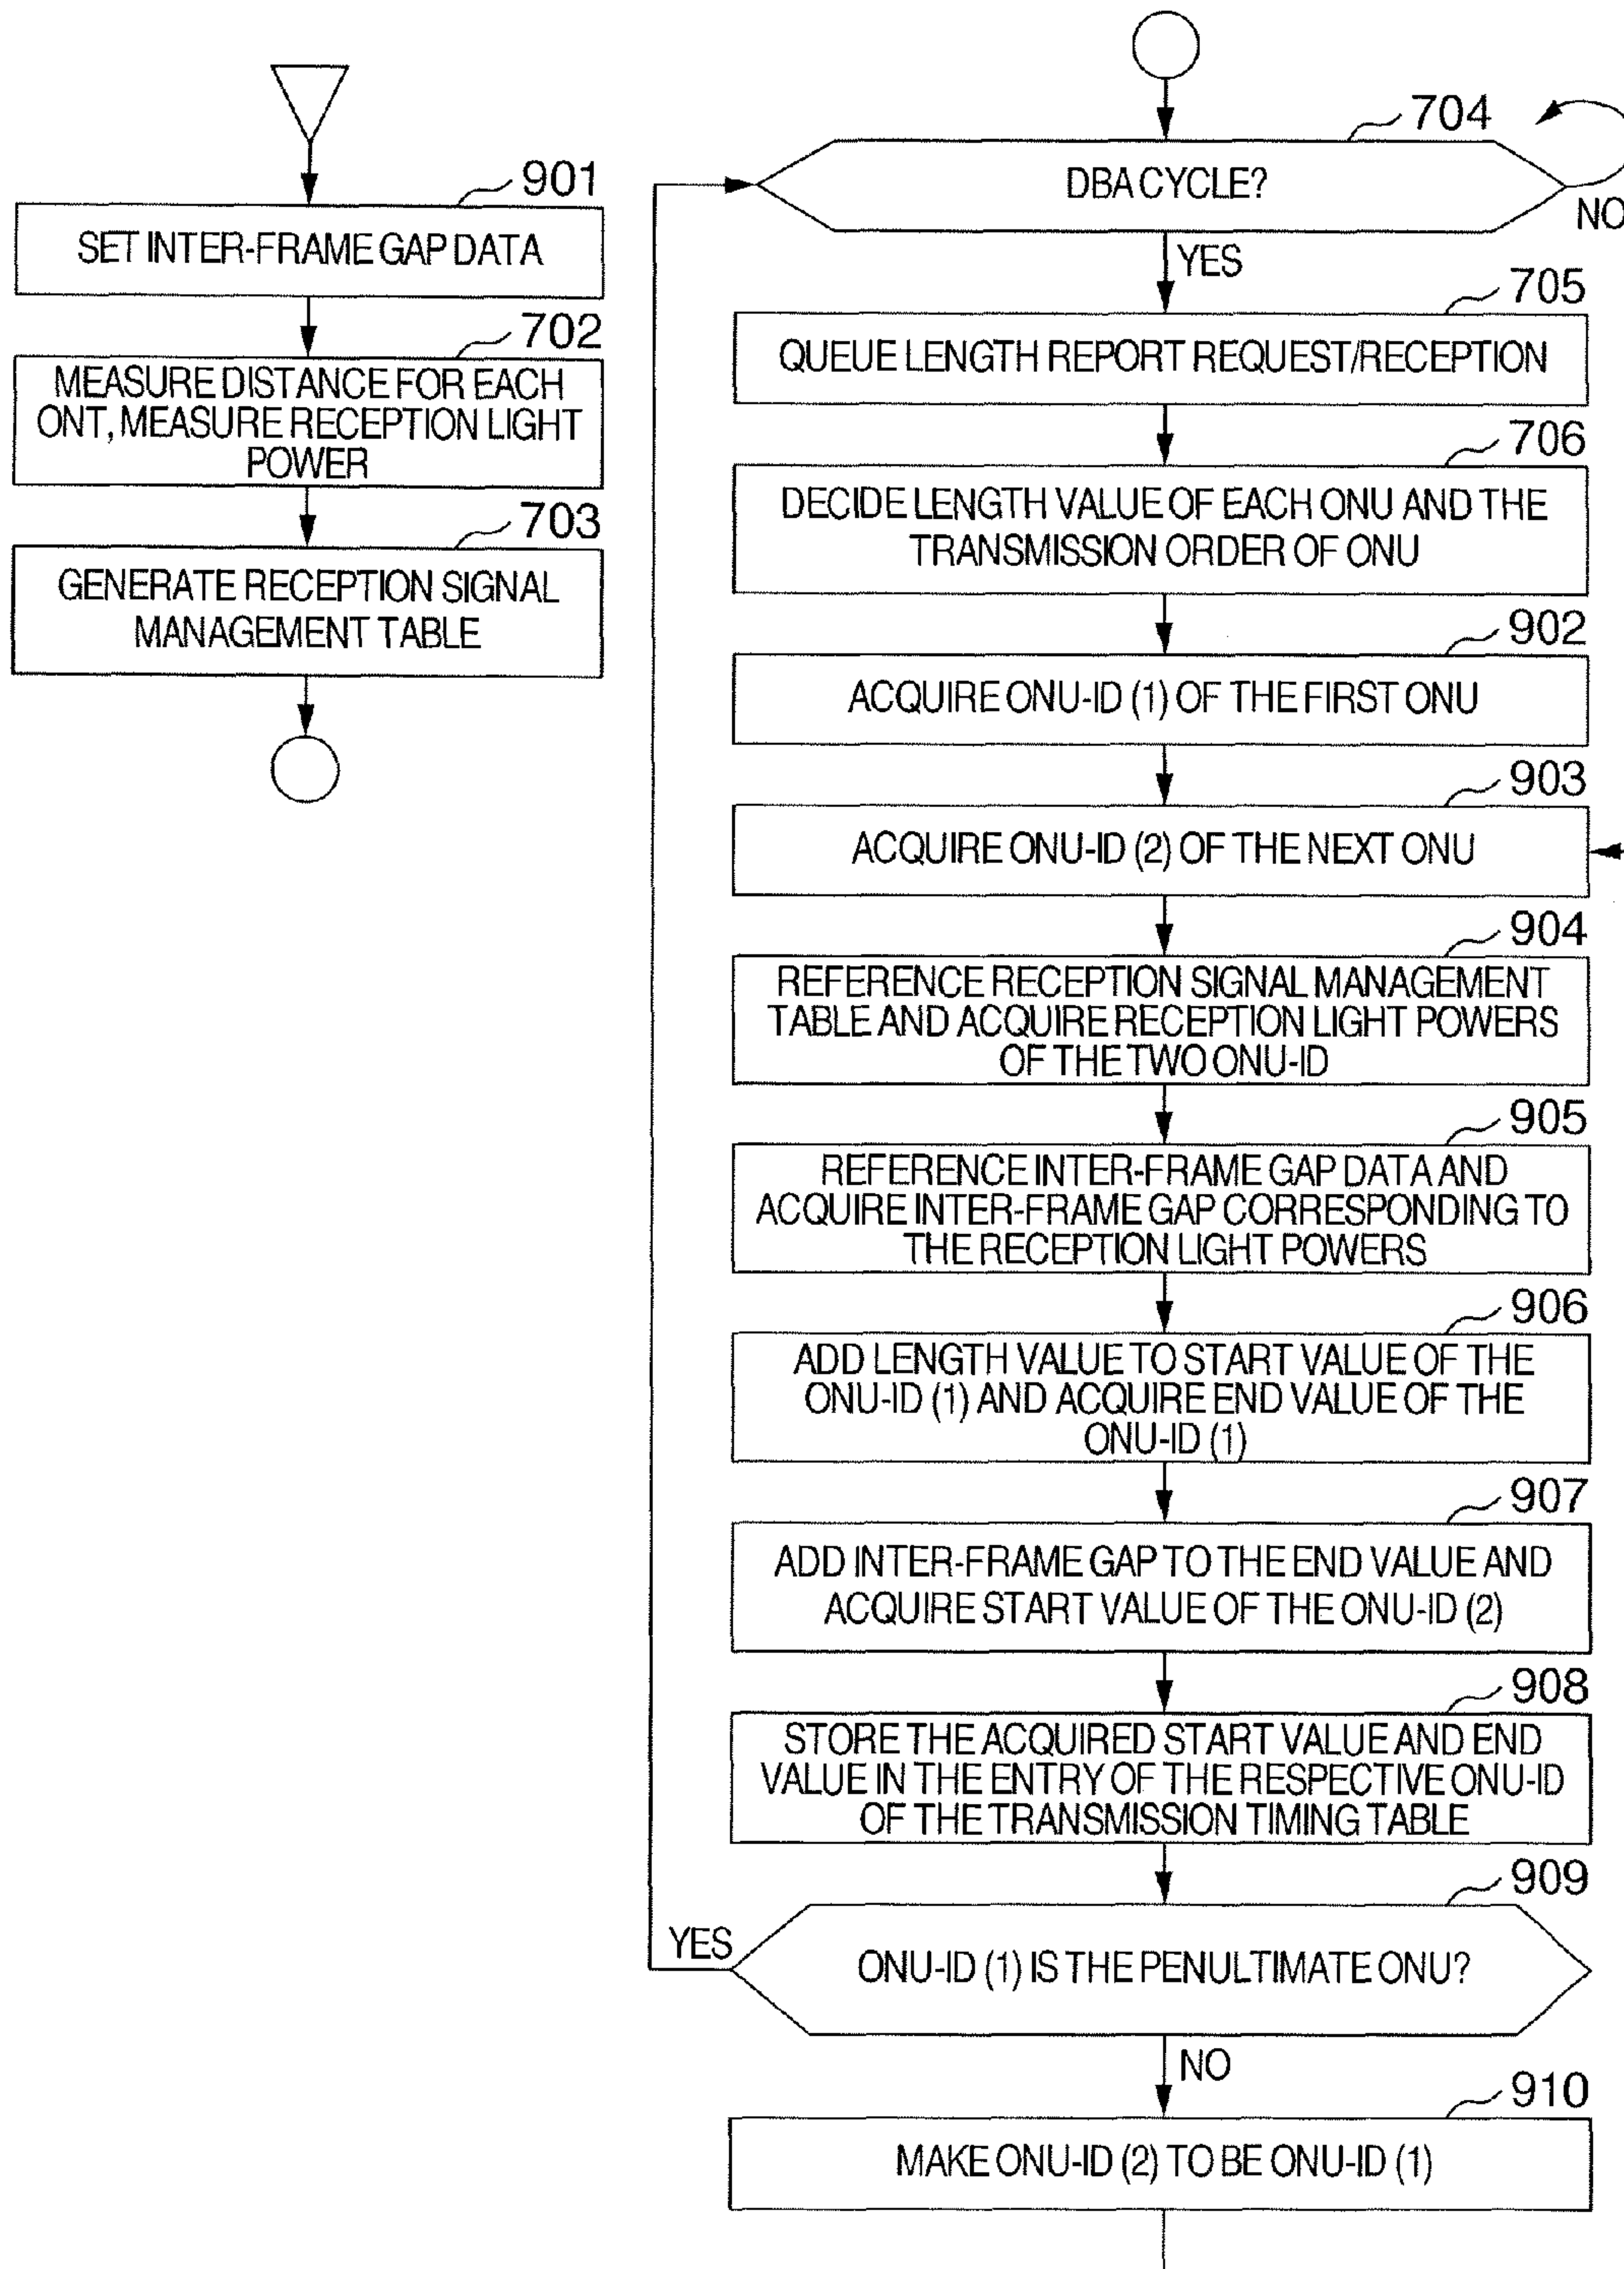 901
SET INTER-FRAME GAP DATA
702
MEASURE DISTANCE FOR EACH
ONT, MEASURE RECEPTION LIGHT
POWER
703
GENERATE RECEPTION SIGNAL
MANAGEMENT TABLE
704
DBA CYCLE?
NO
YES
705
QUEUE LENGTH REPORT REQUEST/RECEPTION
706
DECIDE LENGTH VALUE OF EACH ONU AND THE
TRANSMISSION ORDER OF ONU
902
ACQUIRE ONU-ID (1) OF THE FIRST ONU
903
ACQUIRE ONU-ID (2) OF THE NEXT ONU
904
REFERENCE RECEPTION SIGNAL MANAGEMENT
TABLE AND ACQUIRE RECEPTION LIGHT POWERS
OF THE TWO ONU-ID
905
REFERENCE INTER-FRAME GAP DATA AND
ACQUIRE INTER-FRAME GAP CORRESPONDING TO
THE RECEPTION LIGHT POWERS
906
ADD LENGTH VALUE TO START VALUE OF THE
ONU-ID (1) AND ACQUIRE END VALUE OF THE
ONU-ID (1)
907
ADD INTER-FRAME GAP TO THE END VALUE AND
ACQUIRE START VALUE OF THE ONU-ID (2)
908
STORE THE ACQUIRED START VALUE AND END
VALUE IN THE ENTRY OF THE RESPECTIVE ONU-ID
OF THE TRANSMISSION TIMING TABLE
909
YES
ONU-ID (1) IS THE PENULTIMATE ONU?
NO
910
MAKE ONU-ID (2) TO BE ONU-ID (1)